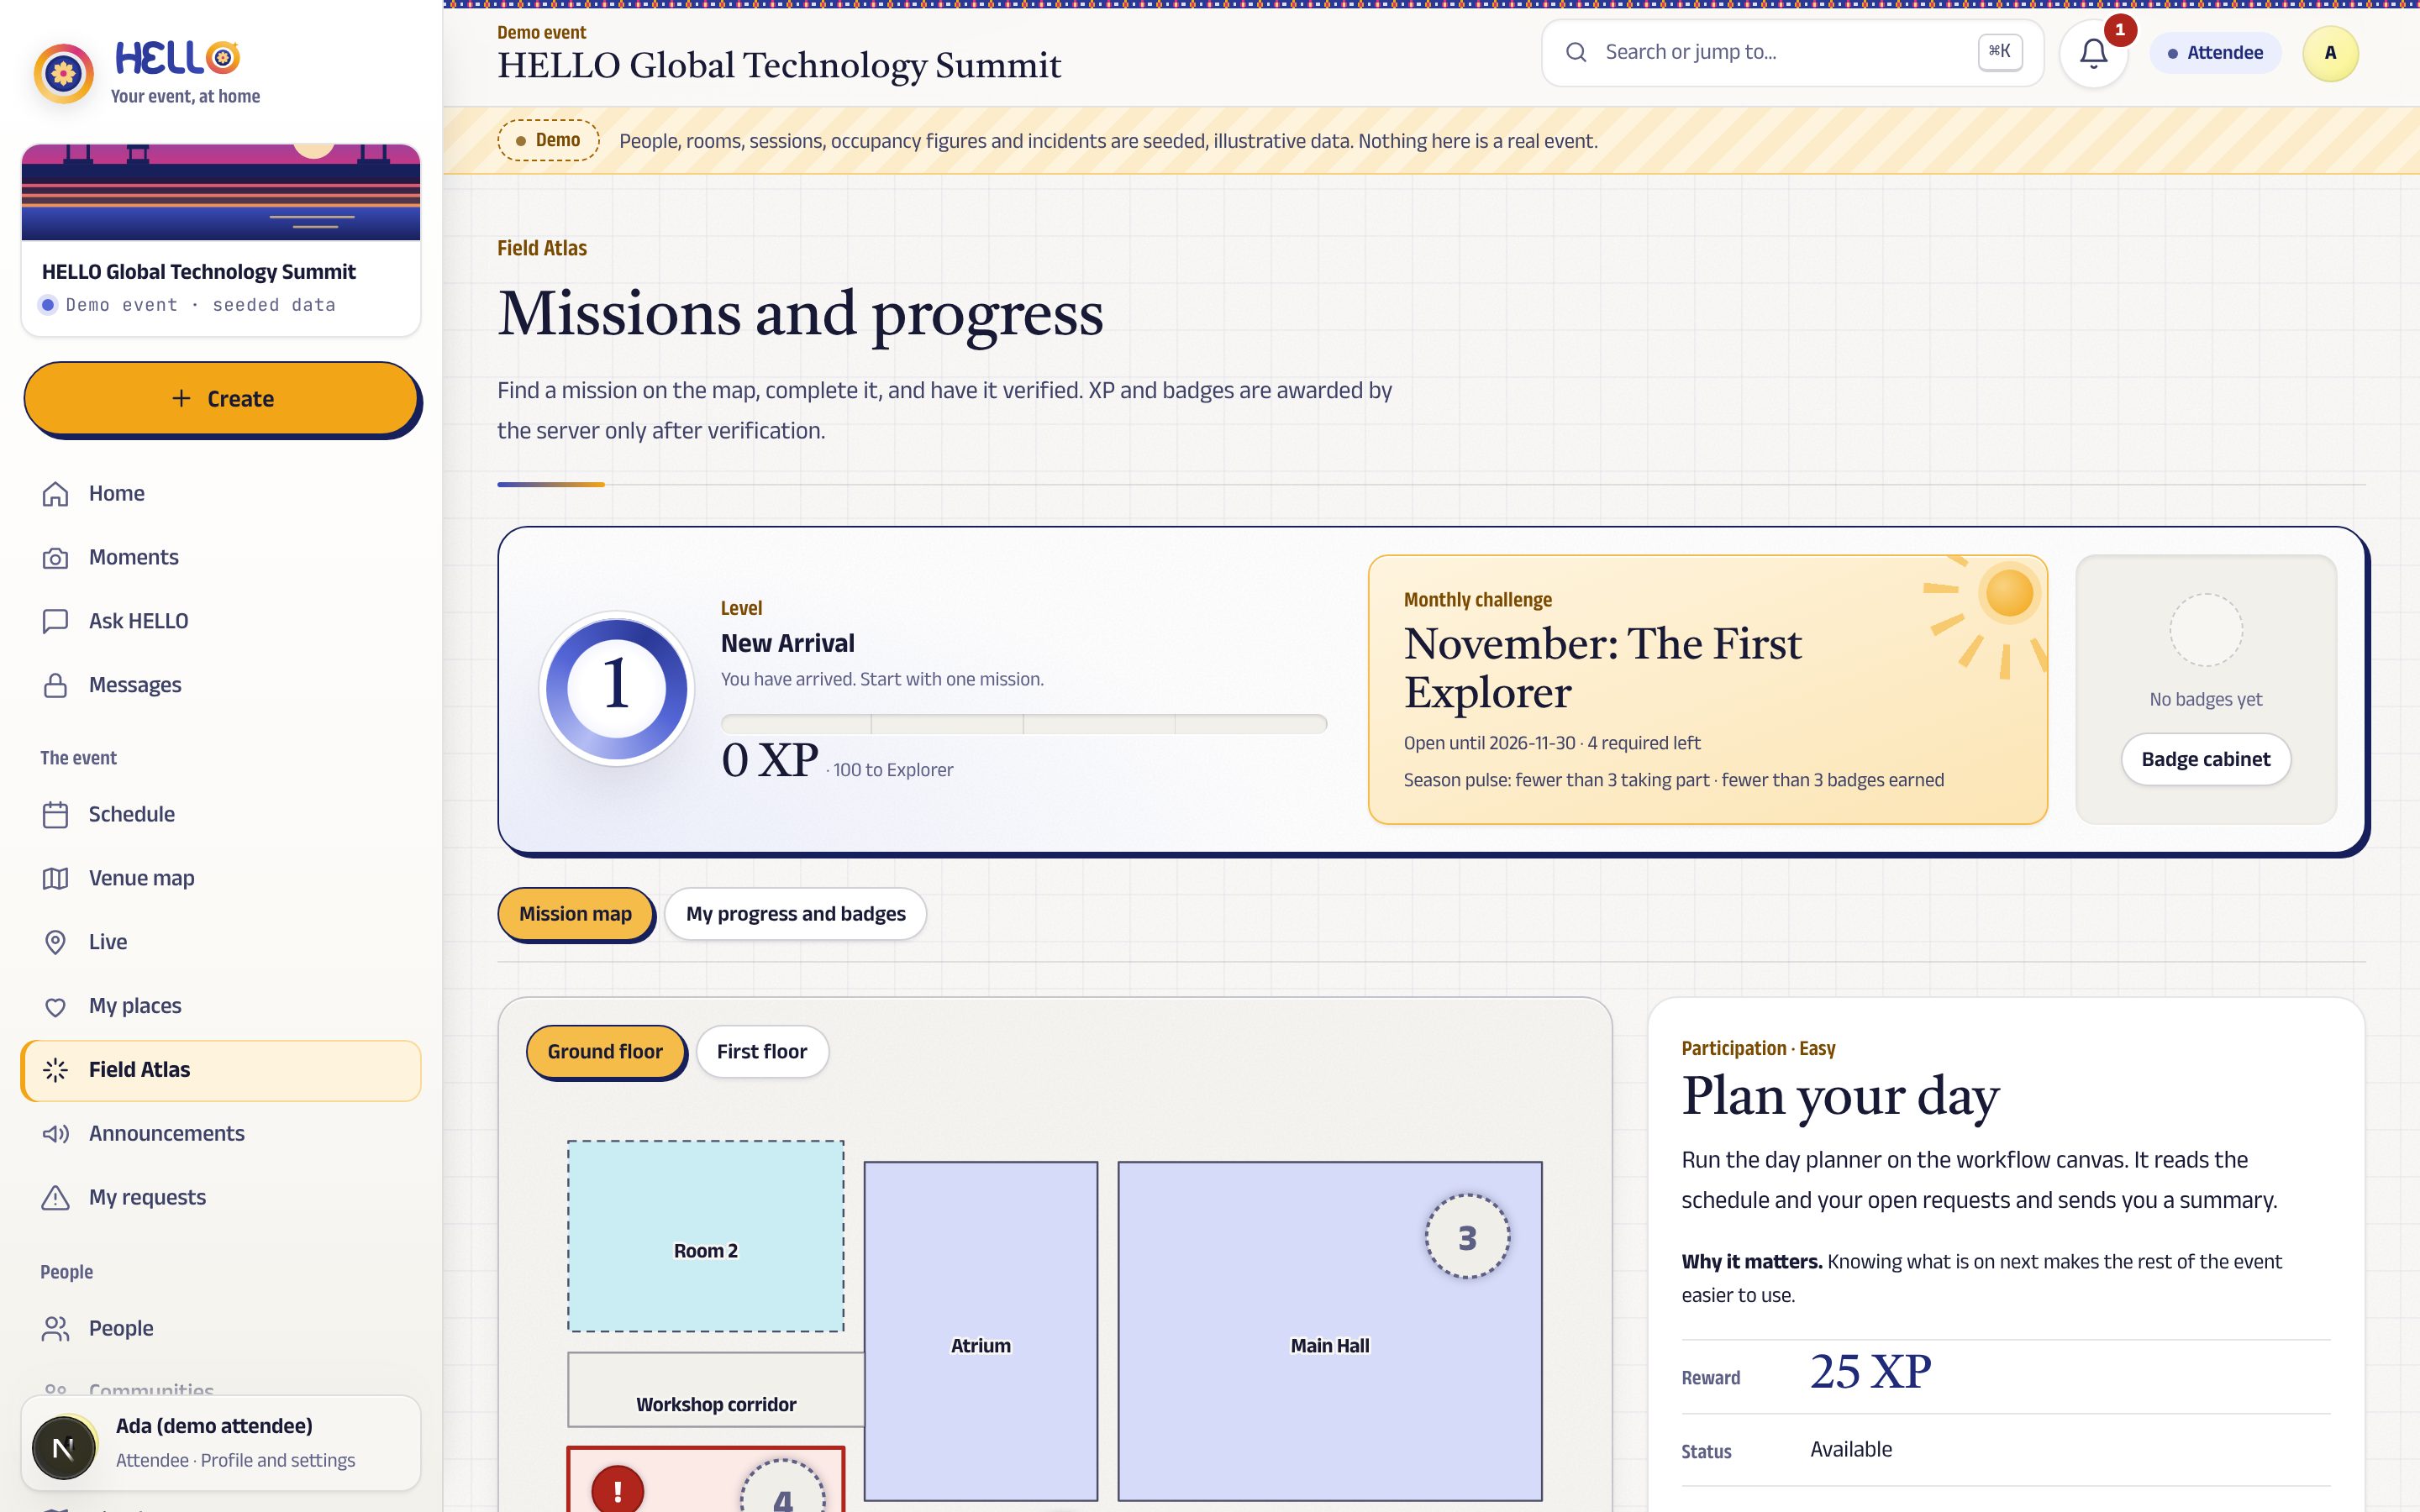 HELLO
Your event, at home
HELLO Global Technology Summit
Demo event · seeded data
Create
Home
Moments
Ask HELLO
Messages
The event
Schedule
Venue map
Live
My places
Field Atlas
Announcements
My requests
People
People
Communities
Ada (demo attendee)
Attendee · Profile and settings
N
Demo event
HELLO Global Technology Summit
Search or jump to...
⌘K
1
Attendee
A
Demo
People, rooms, sessions, occupancy figures and incidents are seeded, illustrative data. Nothing here is a real event.
Field Atlas
Missions and progress
Find a mission on the map, complete it, and have it verified. XP and badges are awarded by
the server only after verification.
1
Level
New Arrival
You have arrived. Start with one mission.
0 XP · 100 to Explorer
Monthly challenge
November: The First
Explorer
Open until 2026-11-30 · 4 required left
Season pulse: fewer than 3 taking part · fewer than 3 badges earned
No badges yet
Badge cabinet
Mission map
My progress and badges
Ground floor
First floor
Room 2
Atrium
Main Hall
3
Workshop corridor
!
4
Participation · Easy
Plan your day
Run the day planner on the workflow canvas. It reads the
schedule and your open requests and sends you a summary.
Why it matters. Knowing what is on next makes the rest of the event
easier to use.
Reward
25 XP
Status
Available